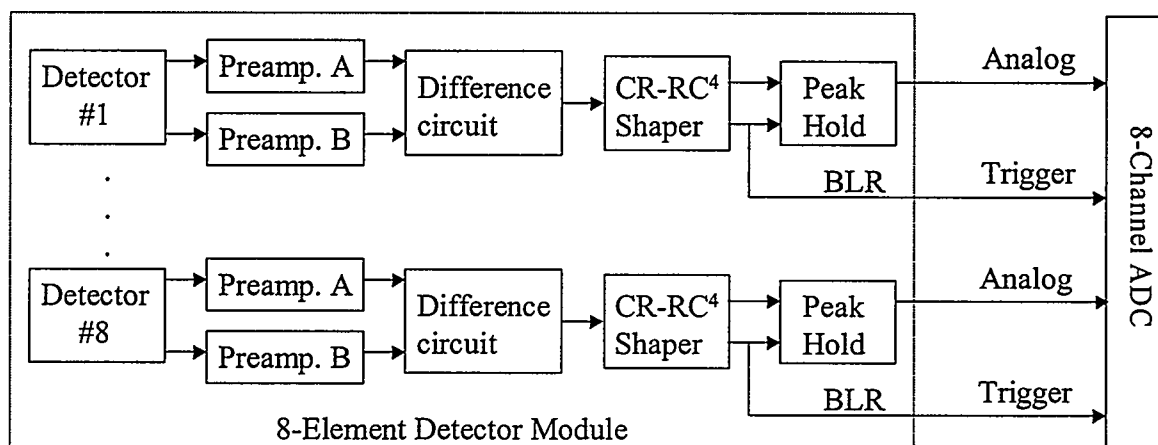 Detector
#1
Preamp. A
Preamp. B
Difference
circuit
CR-RC⁴
Shaper
Peak
Hold
Analog
BLR
Trigger
Detector
#8
Preamp. A
Preamp. B
Difference
circuit
CR-RC⁴
Shaper
Peak
Hold
Analog
BLR
Trigger
8-Channel ADC
8-Element Detector Module